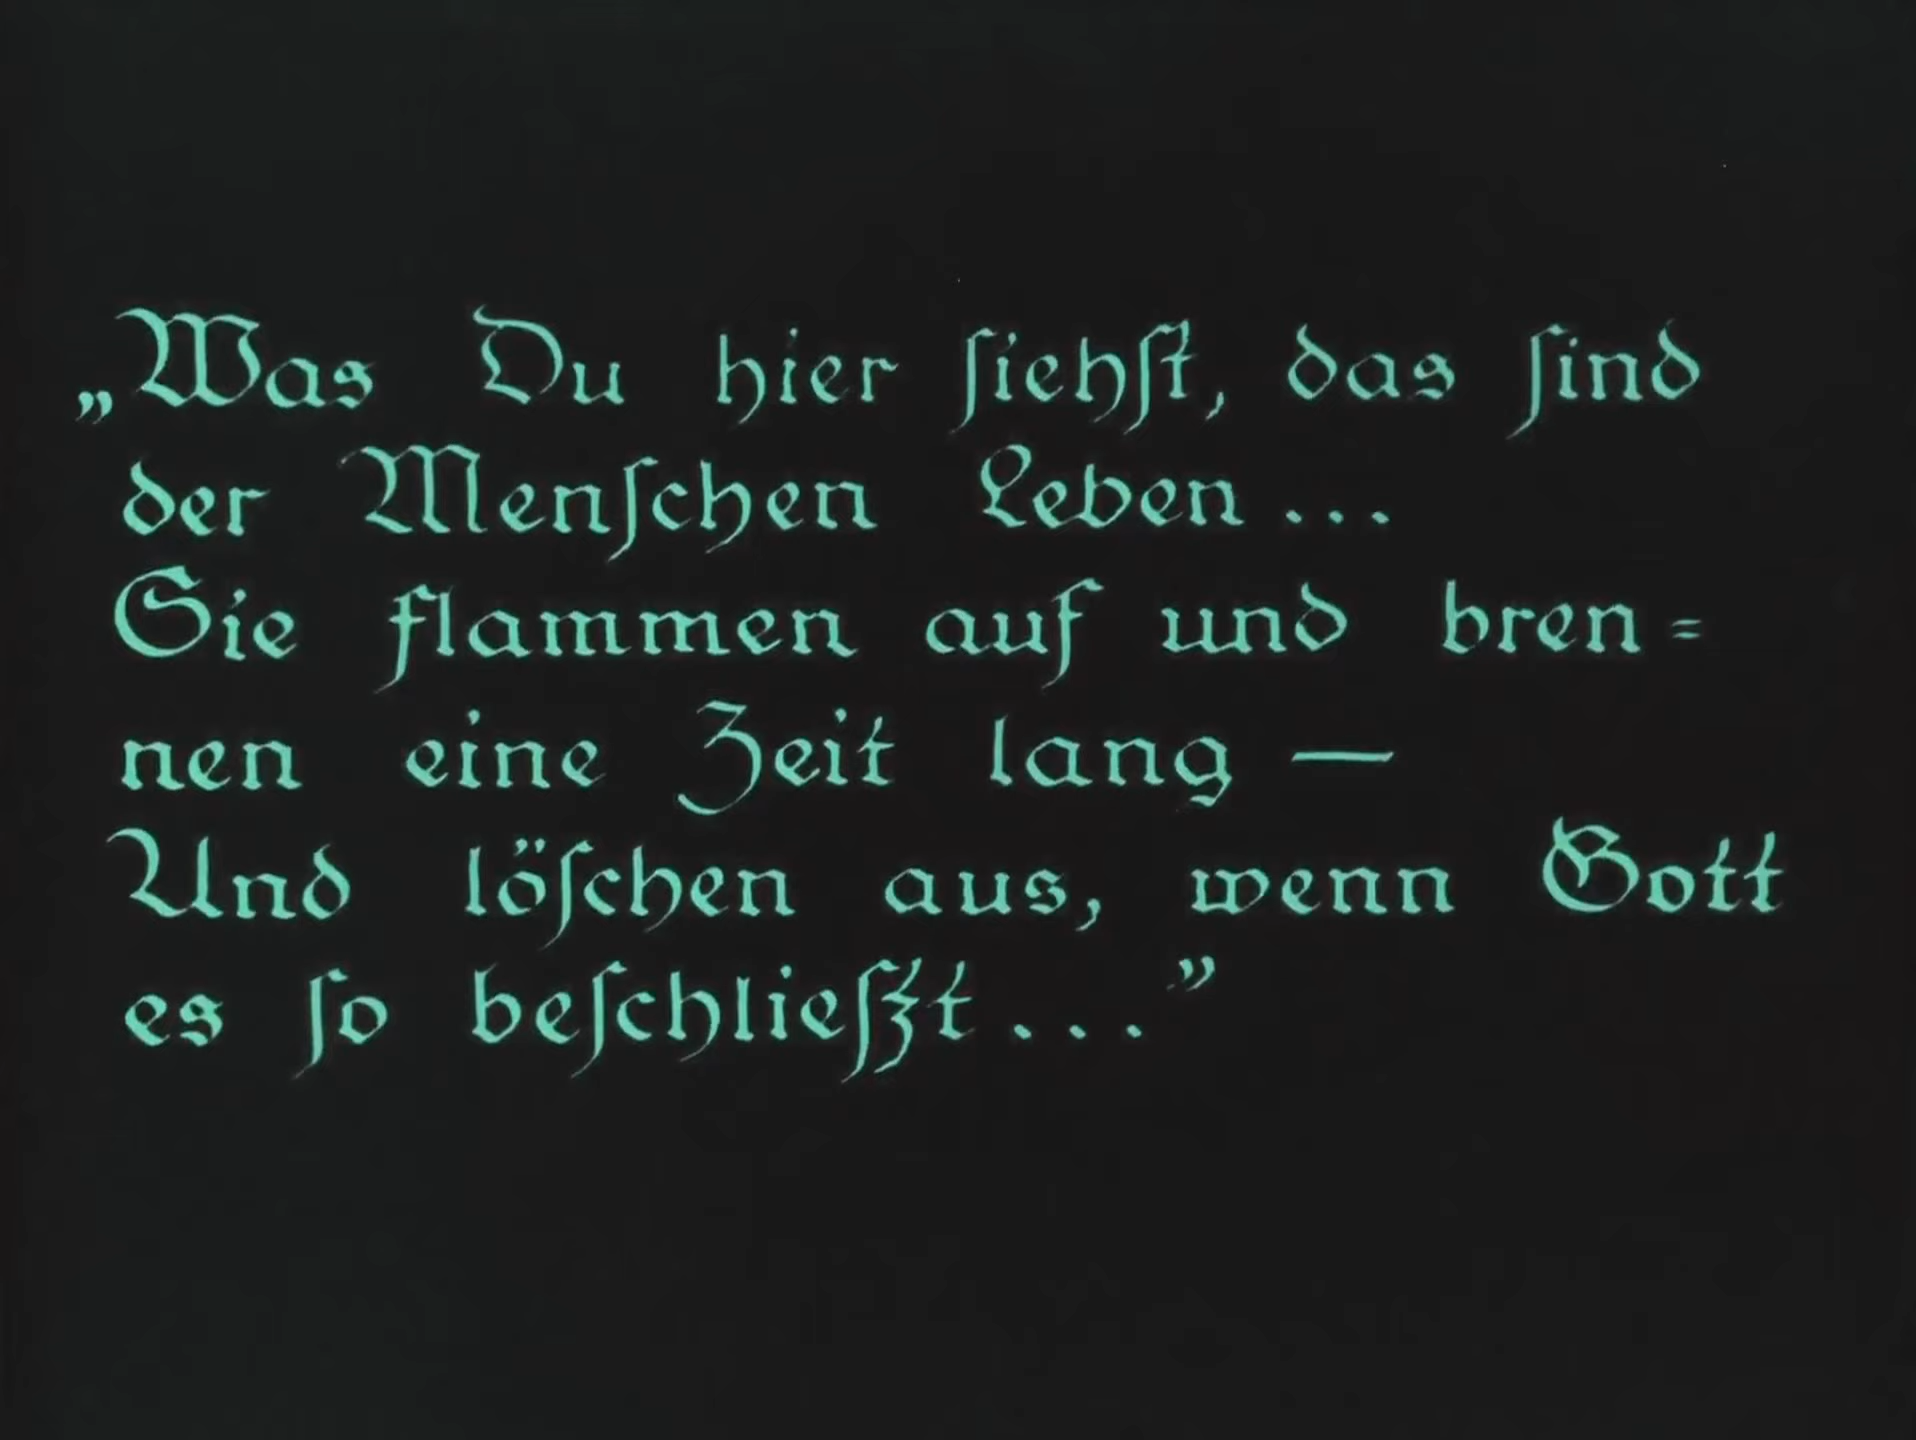 „Was Du hier ſiehſt, das ſind
der Menſchen Leben...
Sie flammen auf und bren=
nen eine Zeit lang —
Und löſchen aus, wenn Gott
es ſo beſchließt...”